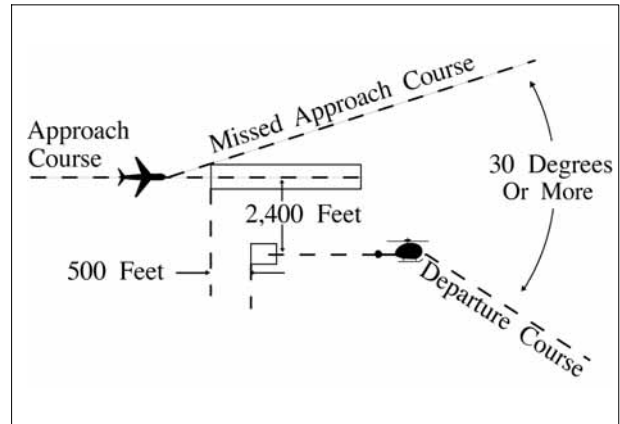 Missed Approach Course
Approach
Course
30 Degrees
Or More
2,400 Feet
500 Feet
Departure Course